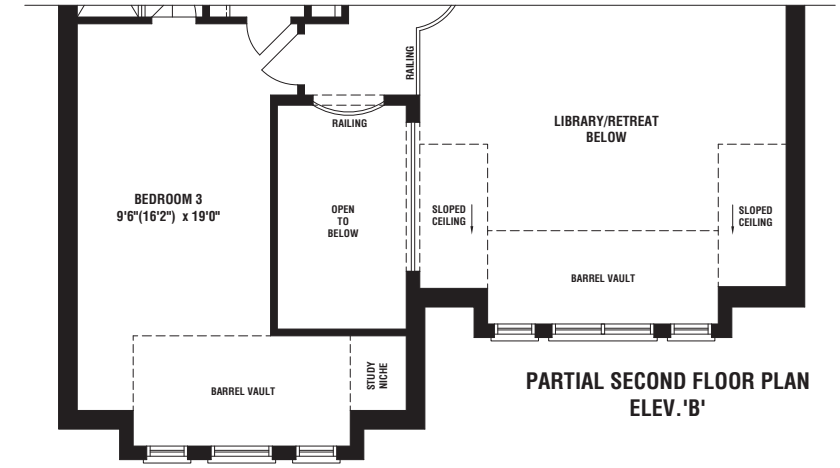 RAILING
RAILING
LIBRARY/RETREAT
BELOW
BEDROOM 3
9'6"(16'2") x 19'0"
OPEN
TO
BELOW
SLOPED
CEILING
SLOPED
CEILING
BARREL VAULT
BARREL VAULT
STUDY
NICHE
PARTIAL SECOND FLOOR PLAN
ELEV.'B'